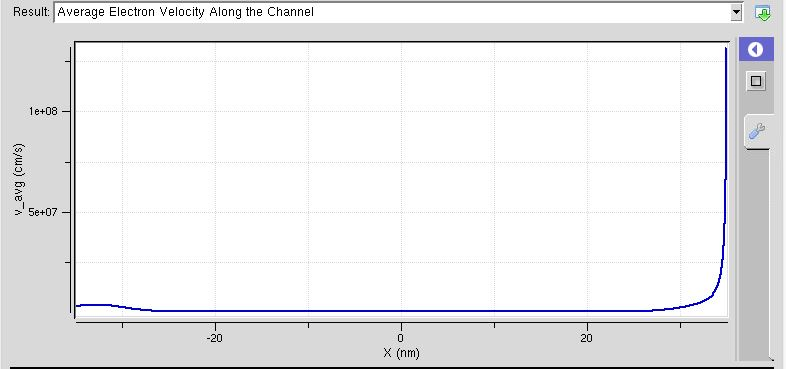 Result: Average Electron Velocity Along the Channel
1e+08
v_avg (cm/s)
5e+07
-20 0 20
X (nm)